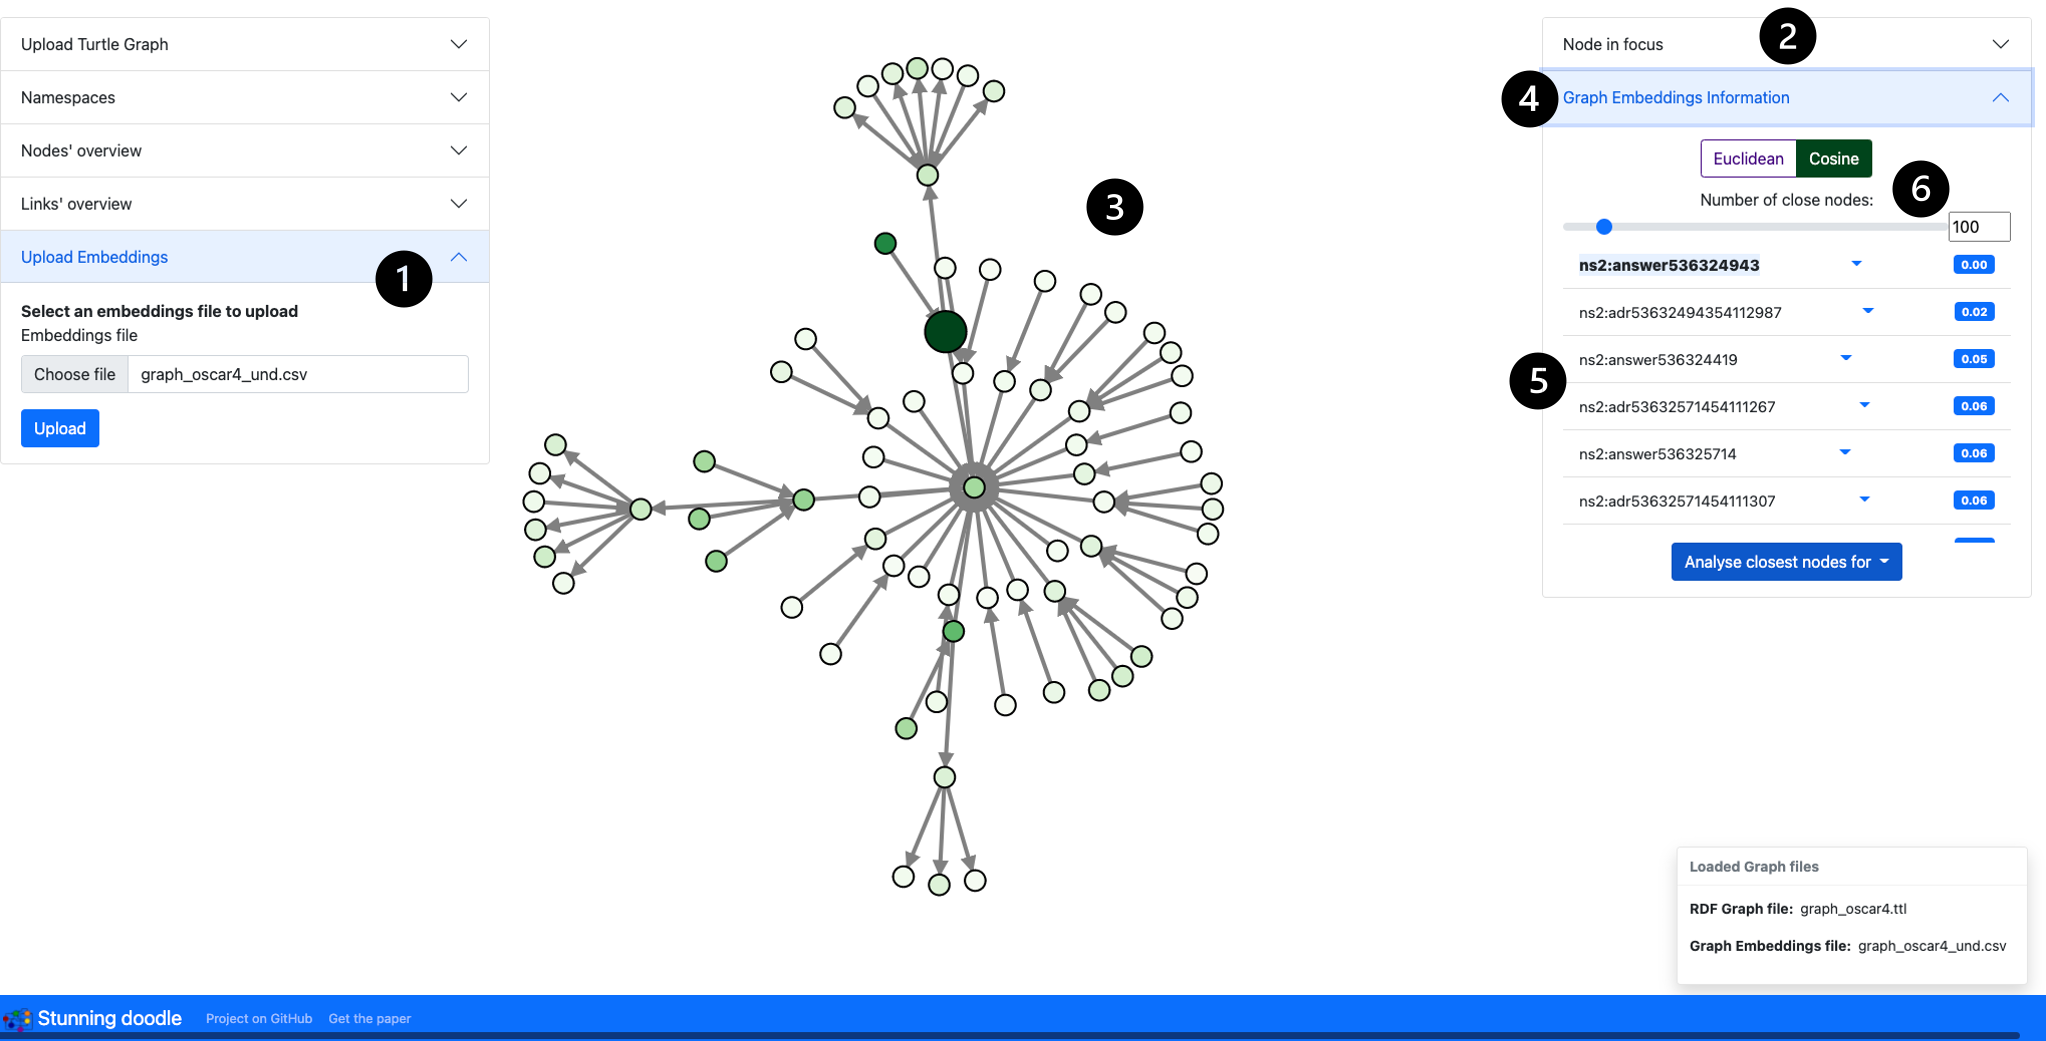 Upload Turtle Graph
Namespaces
Nodes' overview
Links' overview
Upload Embeddings
1
Select an embeddings file to upload
Embeddings file
Choose file graph_oscar4_und.csv
Upload
3
2
Node in focus
4
Graph Embeddings Information
Euclidean Cosine
6
Number of close nodes:
100
ns2:answer536324943 0.00
ns2:adr53632494354112987 0.02
ns2:answer536324419 0.05
5
ns2:adr53632571454111267 0.06
ns2:answer536325714 0.06
ns2:adr53632571454111307 0.06
Analyse closest nodes for
Loaded Graph files
RDF Graph file: graph_oscar4.ttl
Graph Embeddings file: graph_oscar4_und.csv
Stunning doodle Project on GitHub Get the paper